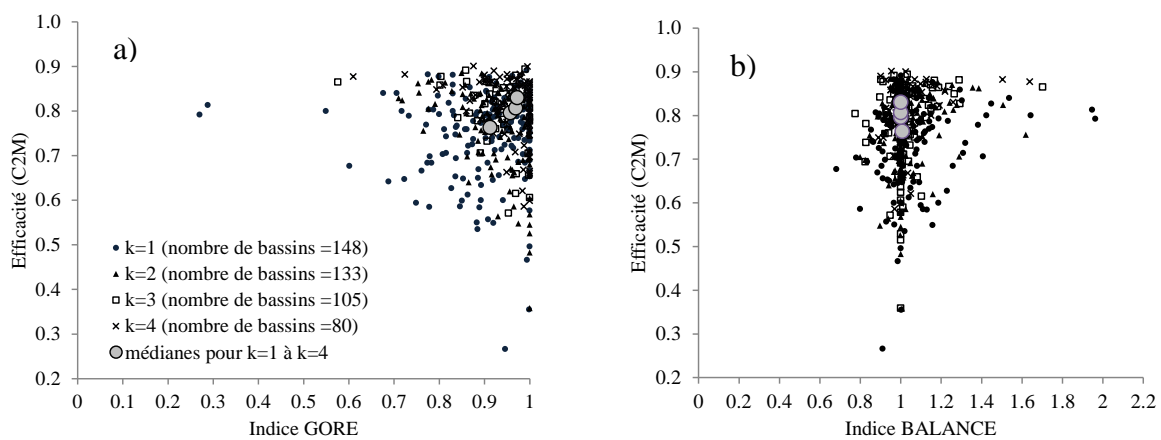 a)
1.0
0.9
0.8
0.7
0.6
0.5
0.4
0.3
0.2
Efficacité (C2M)
k=1 (nombre de bassins =148)
k=2 (nombre de bassins =133)
k=3 (nombre de bassins =105)
k=4 (nombre de bassins =80)
médianes pour k=1 à k=4
0 0.1 0.2 0.3 0.4 0.5 0.6 0.7 0.8 0.9 1
Indice GORE
b)
1.0
0.9
0.8
0.7
0.6
0.5
0.4
0.3
0.2
Efficacité (C2M)
0 0.2 0.4 0.6 0.8 1 1.2 1.4 1.6 1.8 2 2.2
Indice BALANCE